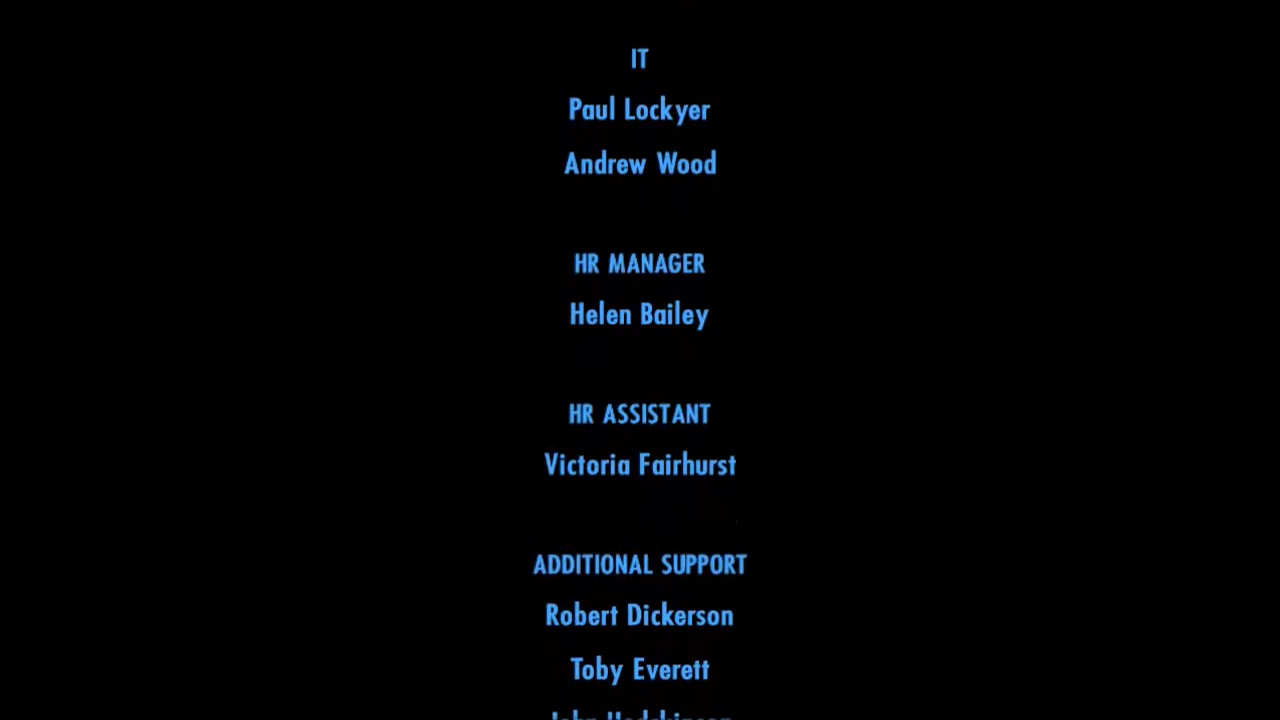 IT
Paul Lockyer
Andrew Wood
HR MANAGER
Helen Bailey
HR ASSISTANT
Victoria Fairhurst
ADDITIONAL SUPPORT
Robert Dickerson
Toby Everett
John